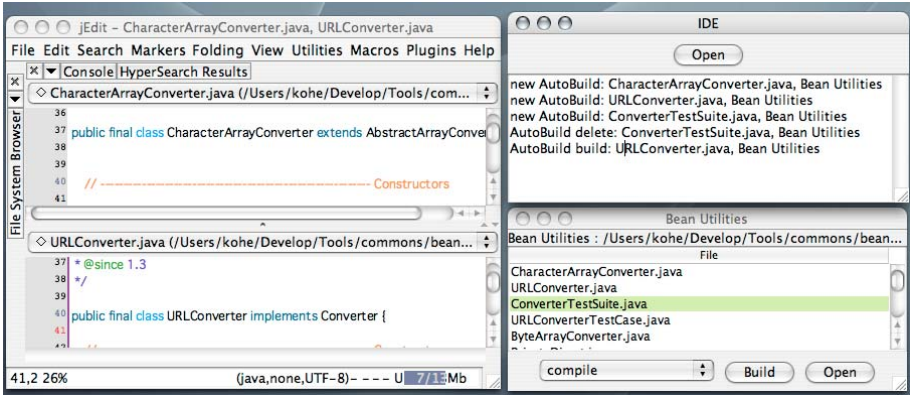 jEdit - CharacterArrayConverter.java, URLConverter.java
File Edit Search Markers Folding View Utilities Macros Plugins Help
Console HyperSearch Results
File System Browser
CharacterArrayConverter.java (/Users/kohe/Develop/Tools/com...
36
37 public final class CharacterArrayConverter extends AbstractArrayConve
38
39
40 // ---------------------------------------------------------- Constructors
41
URLConverter.java (/Users/kohe/Develop/Tools/commons/bean...
37 * @since 1.3
38 */
39
40 public final class URLConverter implements Converter {
41
41,2 26% (java,none,UTF-8)- - - - U 7/13Mb
IDE
Open
new AutoBuild: CharacterArrayConverter.java, Bean Utilities
new AutoBuild: URLConverter.java, Bean Utilities
new AutoBuild: ConverterTestSuite.java, Bean Utilities
AutoBuild delete: ConverterTestSuite.java, Bean Utilities
AutoBuild build: URLConverter.java, Bean Utilities
Bean Utilities
Bean Utilities : /Users/kohe/Develop/Tools/commons/bean...
File
CharacterArrayConverter.java
URLConverter.java
ConverterTestSuite.java
URLConverterTestCase.java
ByteArrayConverter.java
compile Build Open